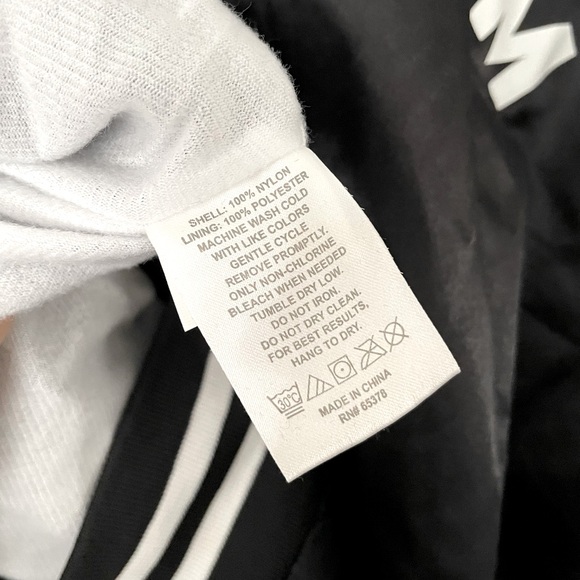 M
SHELL: 100% NYLON
LINING: 100% POLYESTER
MACHINE WASH COLD
WITH LIKE COLORS
GENTLE CYCLE.
REMOVE PROMPTLY.
ONLY NON-CHLORINE
BLEACH WHEN NEEDED
TUMBLE DRY LOW.
DO NOT IRON.
DO NOT DRY CLEAN.
FOR BEST RESULTS,
HANG TO DRY.
30°C
MADE IN CHINA
RN# 65378